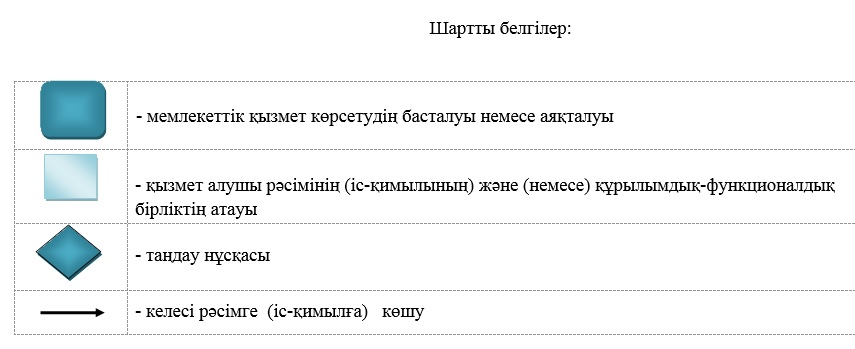 Шартты белгілер:
- мемлекеттік қызмет көрсетудің басталуы немесе аяқталуы
- қызмет алушы рәсімінің (іс-қимылының) және (немесе) құрылымдық-функционалдық
бірліктің атауы
- таңдау нұсқасы
- келесі рәсімге (іс-қимылға) көшу